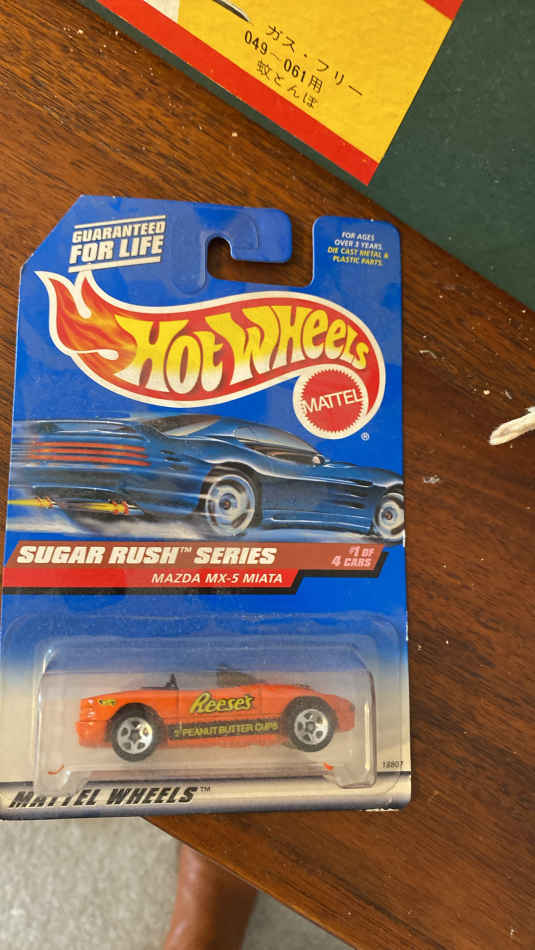 ガス・フリー
049～061用
蚊とんぼ
GUARANTEED
FOR LIFE
FOR AGES
OVER 3 YEARS.
DIE CAST METAL &
PLASTIC PARTS.
HOT WHEELS
MATTEL
®
SUGAR RUSH™ SERIES
#1 OF
4 CARS
MAZDA MX-5 MIATA
Reese's
2 PEANUT BUTTER CUPS
18807
MATTEL WHEELS™